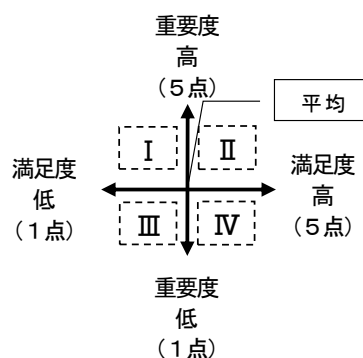 重要度
高
（５点）
平均
Ⅰ Ⅱ
満足度
低
（１点）
満足度
高
（５点）
Ⅲ Ⅳ
重要度
低
（１点）